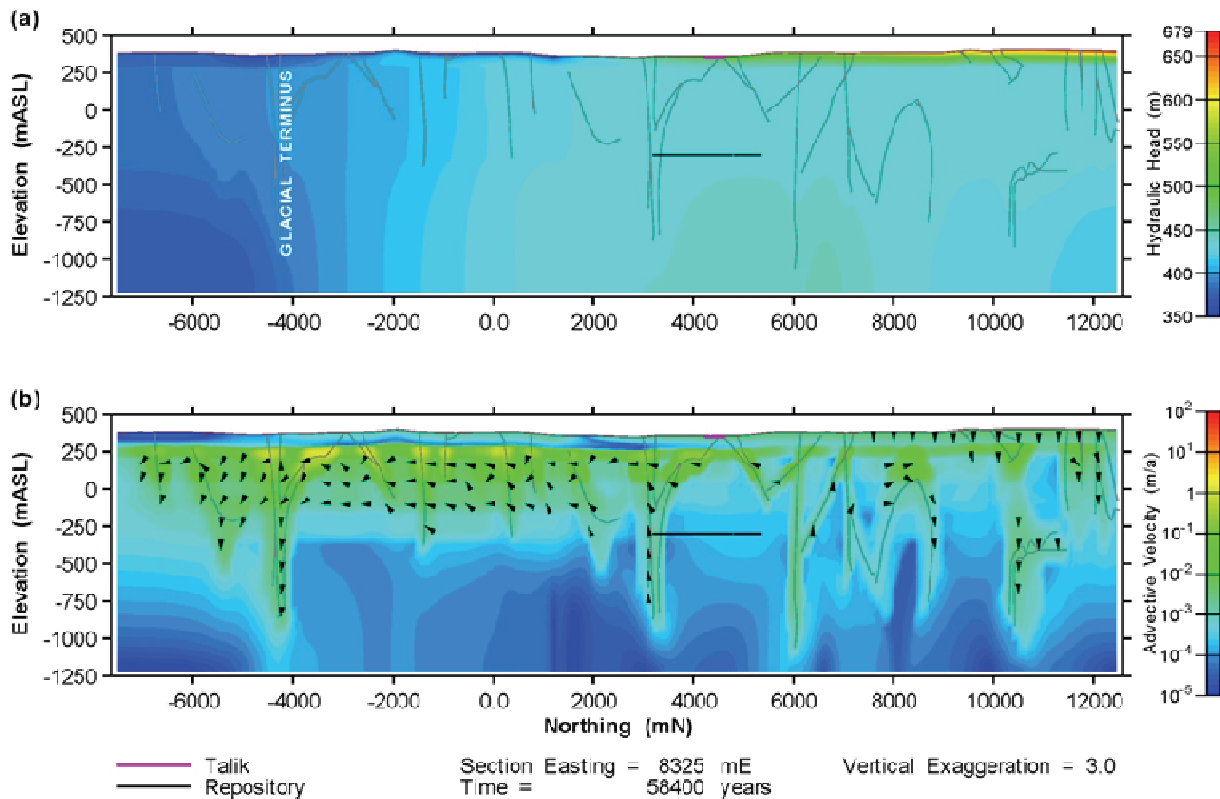 (a)
500
250
0
-250
-500
-750
-1000
-1250
Elevation (mASL)
GLACIAL TERMINUS
-6000 -4000 -2000 0.0 2000 4000 6000 8000 10000 12000
679
650
600
550
500
450
400
350
Hydraulic Head (m)
(b)
500
250
0
-250
-500
-750
-1000
-1250
Elevation (mASL)
-6000 -4000 -2000 0.0 2000 4000 6000 8000 10000 12000
Northing (mN)
10^2
10
1
10^-1
10^-2
10^-3
10^-4
10^-5
Advective Velocity (m/a)
Talik
Repository
Section Easting = 8325 mE
Time = 58400 years
Vertical Exaggeration = 3.0